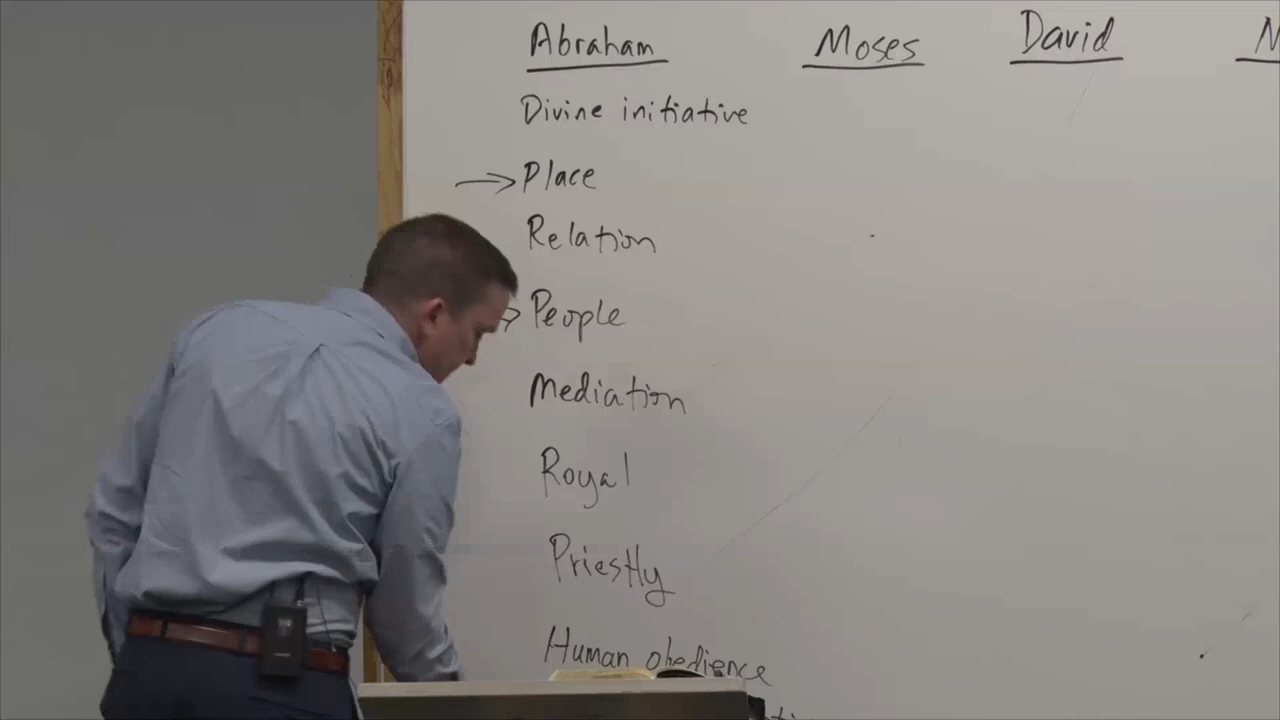 Abraham Moses David N
Divine initiative
→ Place
Relation
People
Mediation
Royal
Priestly
Human obedience